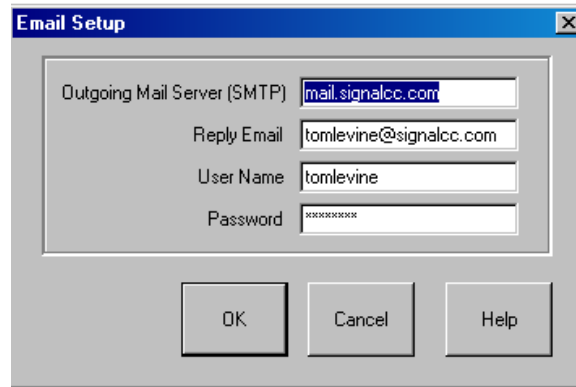 Email Setup
Outgoing Mail Server (SMTP) mail.signalcc.com
Reply Email tomlevine@signalcc.com
User Name tomlevine
Password ********
OK Cancel Help